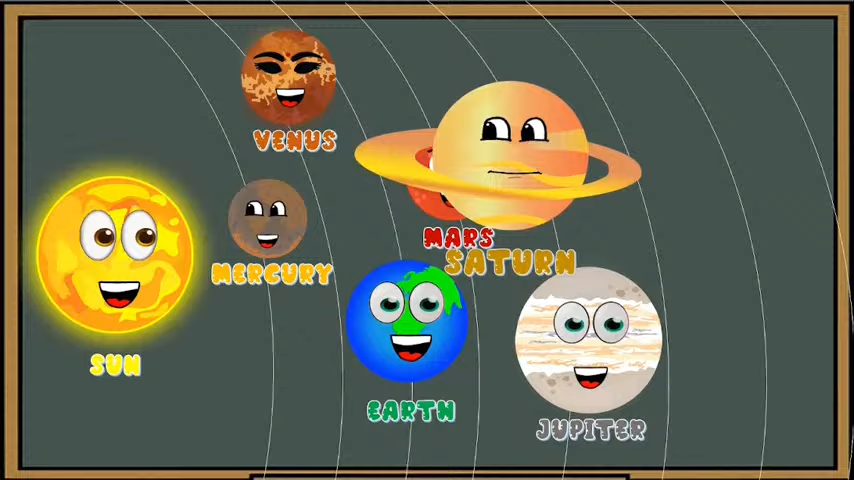 VENUS
MARS
SATURN
MERCURY
SUN
EARTH
JUPITER